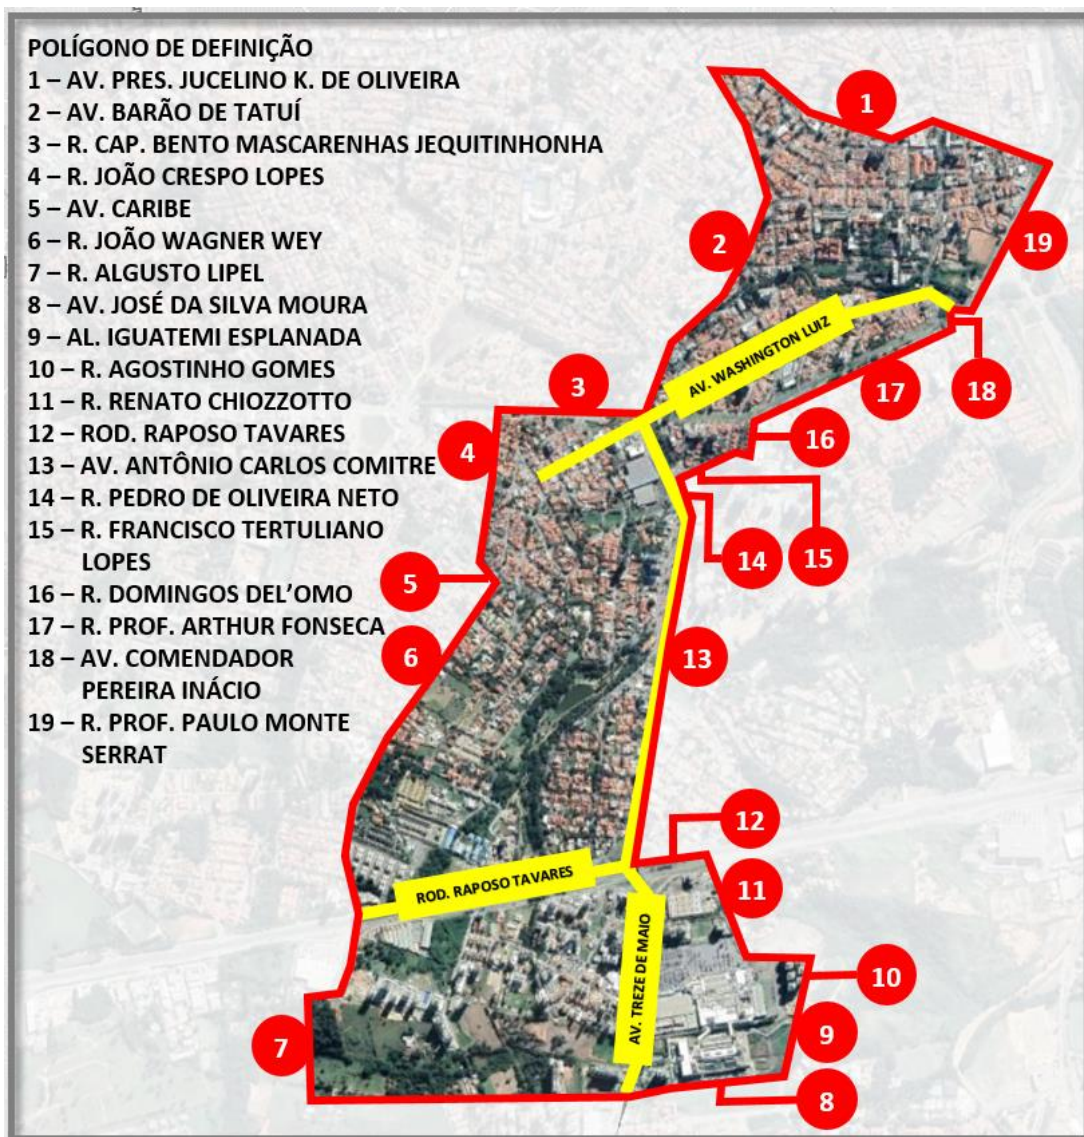 POLÍGONO DE DEFINIÇÃO
1 – AV. PRES. JUCELINO K. DE OLIVEIRA
2 – AV. BARÃO DE TATUÍ
3 – R. CAP. BENTO MASCARENHAS JEQUITINHONHA
4 – R. JOÃO CRESPO LOPES
5 – AV. CARIBE
6 – R. JOÃO WAGNER WEY
7 – R. ALGUSTO LIPEL
8 – AV. JOSÉ DA SILVA MOURA
9 – AL. IGUATEMI ESPLANADA
10 – R. AGOSTINHO GOMES
11 – R. RENATO CHIOZZOTTO
12 – ROD. RAPOSO TAVARES
13 – AV. ANTÔNIO CARLOS COMITRE
14 – R. PEDRO DE OLIVEIRA NETO
15 – R. FRANCISCO TERTULIANO
LOPES
16 – R. DOMINGOS DEL’OMO
17 – R. PROF. ARTHUR FONSECA
18 – AV. COMENDADOR
PEREIRA INÁCIO
19 – R. PROF. PAULO MONTE
SERRAT
1
2
19
AV. WASHINGTON LUIZ
3
17
18
4
16
14
15
5
6
13
12
ROD. RAPOSO TAVARES
11
AV. TREZE DE MAIO
10
9
7
8